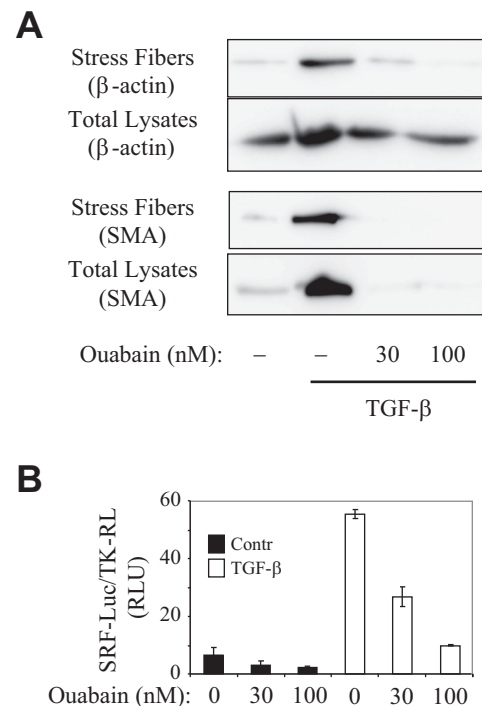 A
Stress Fibers
(β-actin)
Total Lysates
(β-actin)
Stress Fibers
(SMA)
Total Lysates
(SMA)
Ouabain (nM): – – 30 100
TGF-β
B
SRF-Luc/TK-RL
(RLU)
60
40
20
0
Contr
TGF-β
0 30 100 0 30 100
Ouabain (nM):